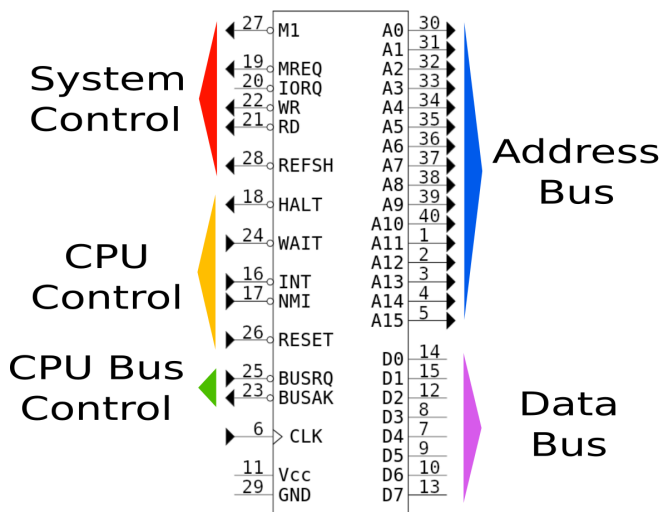 System
Control
CPU
Control
CPU Bus
Control
27 M1
19 MREQ
20 IORQ
22 WR
21 RD
28 REFSH
18 HALT
24 WAIT
16 INT
17 NMI
26 RESET
25 BUSRQ
23 BUSAK
6 CLK
11 Vcc
29 GND
A0 30
A1 31
A2 32
A3 33
A4 34
A5 35
A6 36
A7 37
A8 38
A9 39
A10 40
A11 1
A12 2
A13 3
A14 4
A15 5
D0 14
D1 15
D2 12
D3 8
D4 7
D5 9
D6 10
D7 13
Address
Bus
Data
Bus